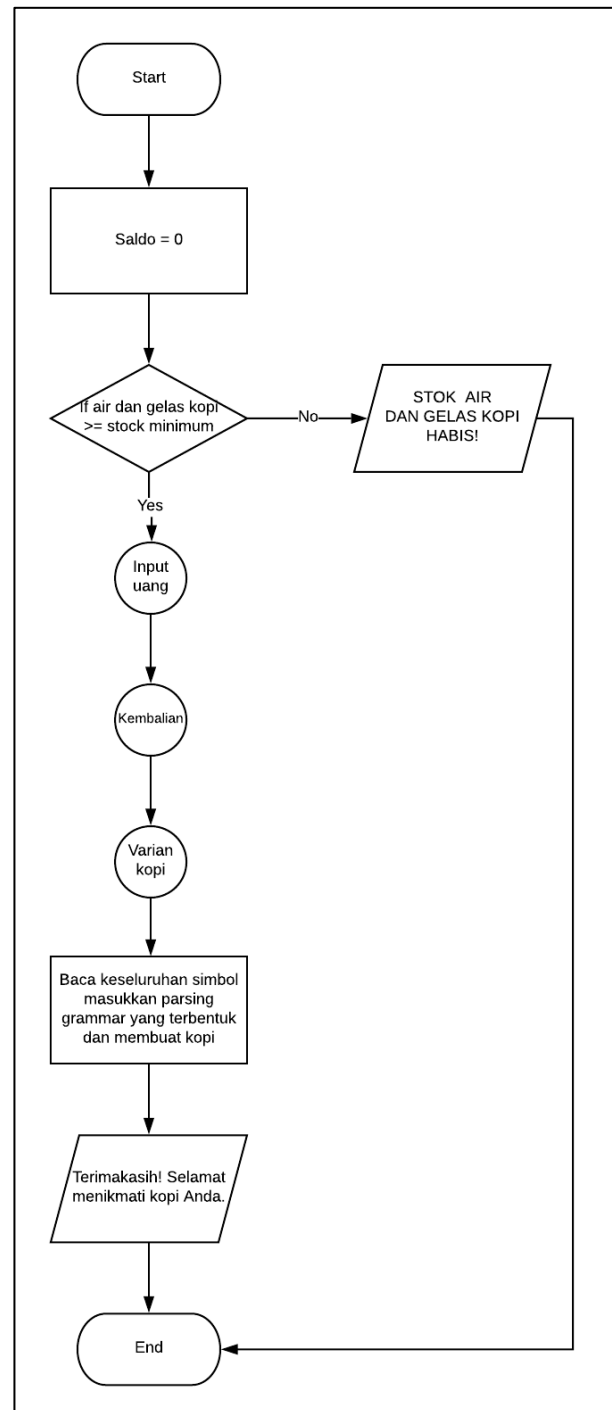 Start
Saldo = 0
If air dan gelas kopi
>= stock minimum
No
STOK AIR
DAN GELAS KOPI
HABIS!
Yes
Input
uang
Kembalian
Varian
kopi
Baca keseluruhan simbol
masukkan parsing
grammar yang terbentuk
dan membuat kopi
Terimakasih! Selamat
menikmati kopi Anda.
End